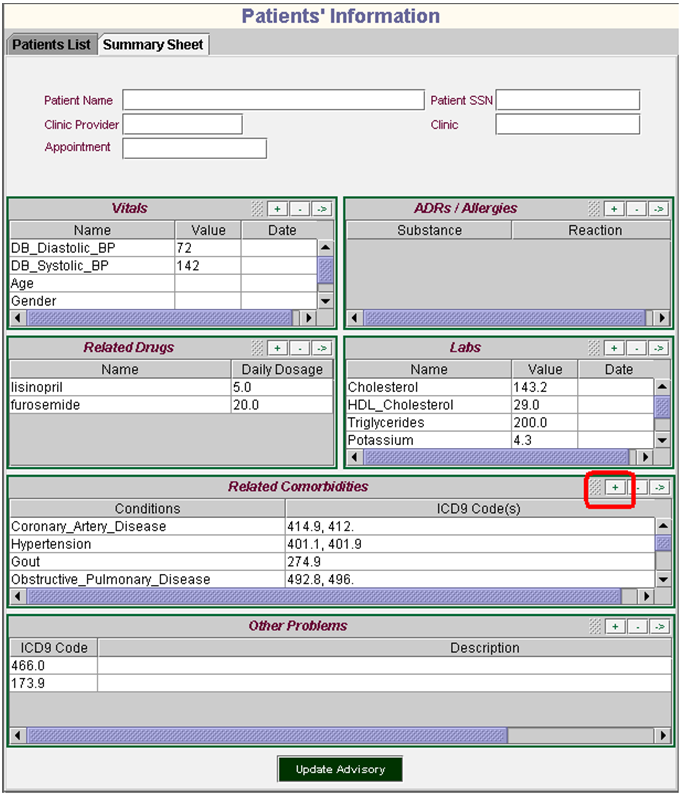 Patients' Information
Patients List Summary Sheet
Patient Name Patient SSN
Clinic Provider Clinic
Appointment
Vitals + - ->
Name Value Date
DB_Diastolic_BP 72
DB_Systolic_BP 142
Age
Gender
ADRs / Allergies + - ->
Substance Reaction
Related Drugs + - ->
Name Daily Dosage
lisinopril 5.0
furosemide 20.0
Labs + - ->
Name Value Date
Cholesterol 143.2
HDL_Cholesterol 29.0
Triglycerides 200.0
Potassium 4.3
Related Comorbidities + - ->
Conditions ICD9 Code(s)
Coronary_Artery_Disease 414.9, 412.
Hypertension 401.1, 401.9
Gout 274.9
Obstructive_Pulmonary_Disease 492.8, 496.
Other Problems + - ->
ICD9 Code Description
466.0
173.9
Update Advisory